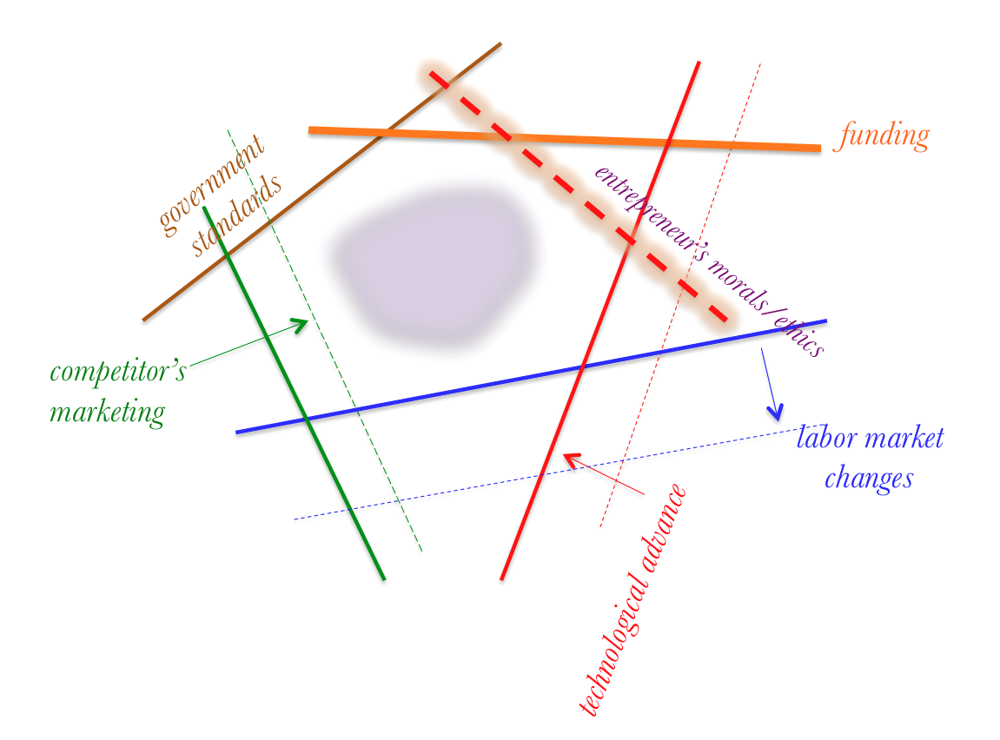 funding
government
standards
entrepreneur's morals/ethics
competitor's
marketing
labor market
changes
technological advance